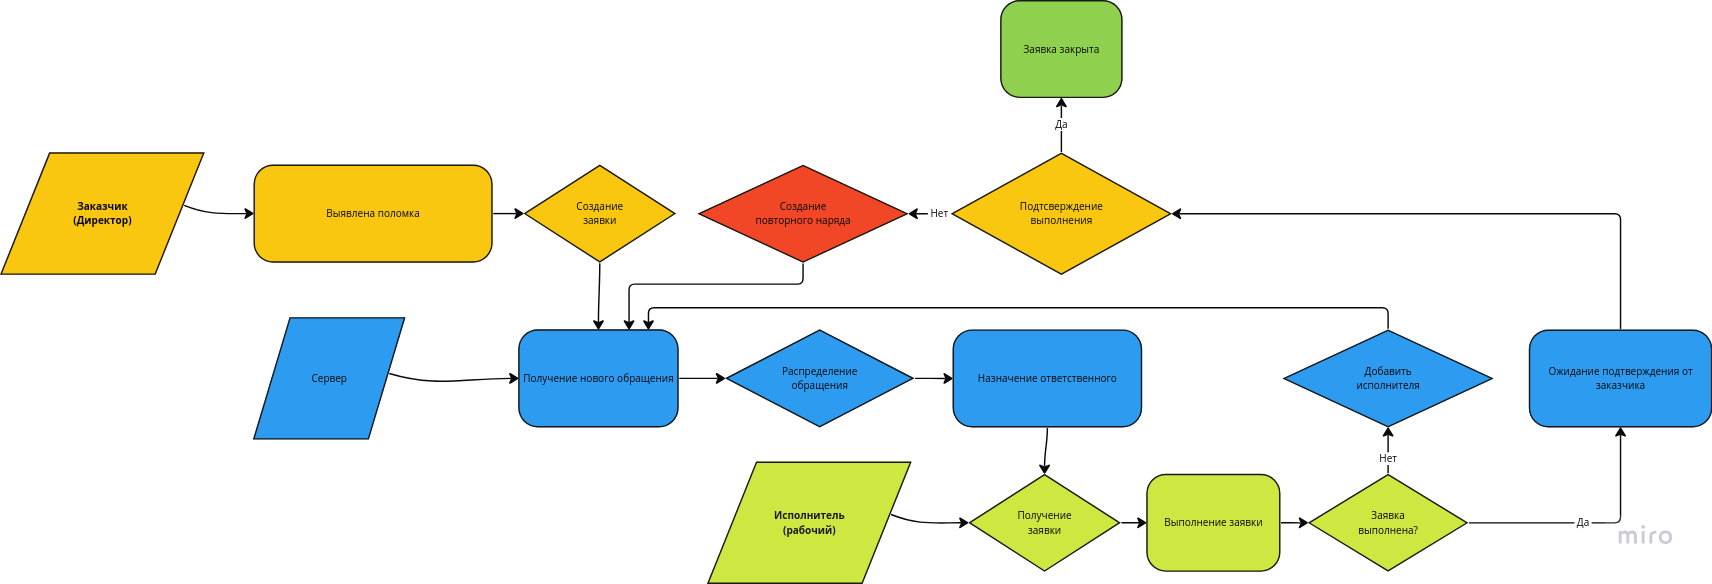 Заявка закрыта
Да
Заказчик
(Директор)
Выявлена поломка
Создание
заявки
Создание
повторного наряда
Нет
Подтсверждение
выполнения
Сервер
Получение нового обращения
Распределение
обращения
Назначение ответственного
Добавить
исполнителя
Ожидание подтверждения от
заказчика
Нет
Исполнитель
(рабочий)
Получение
заявки
Выполнение заявки
Заявка
выполнена?
Да
miro